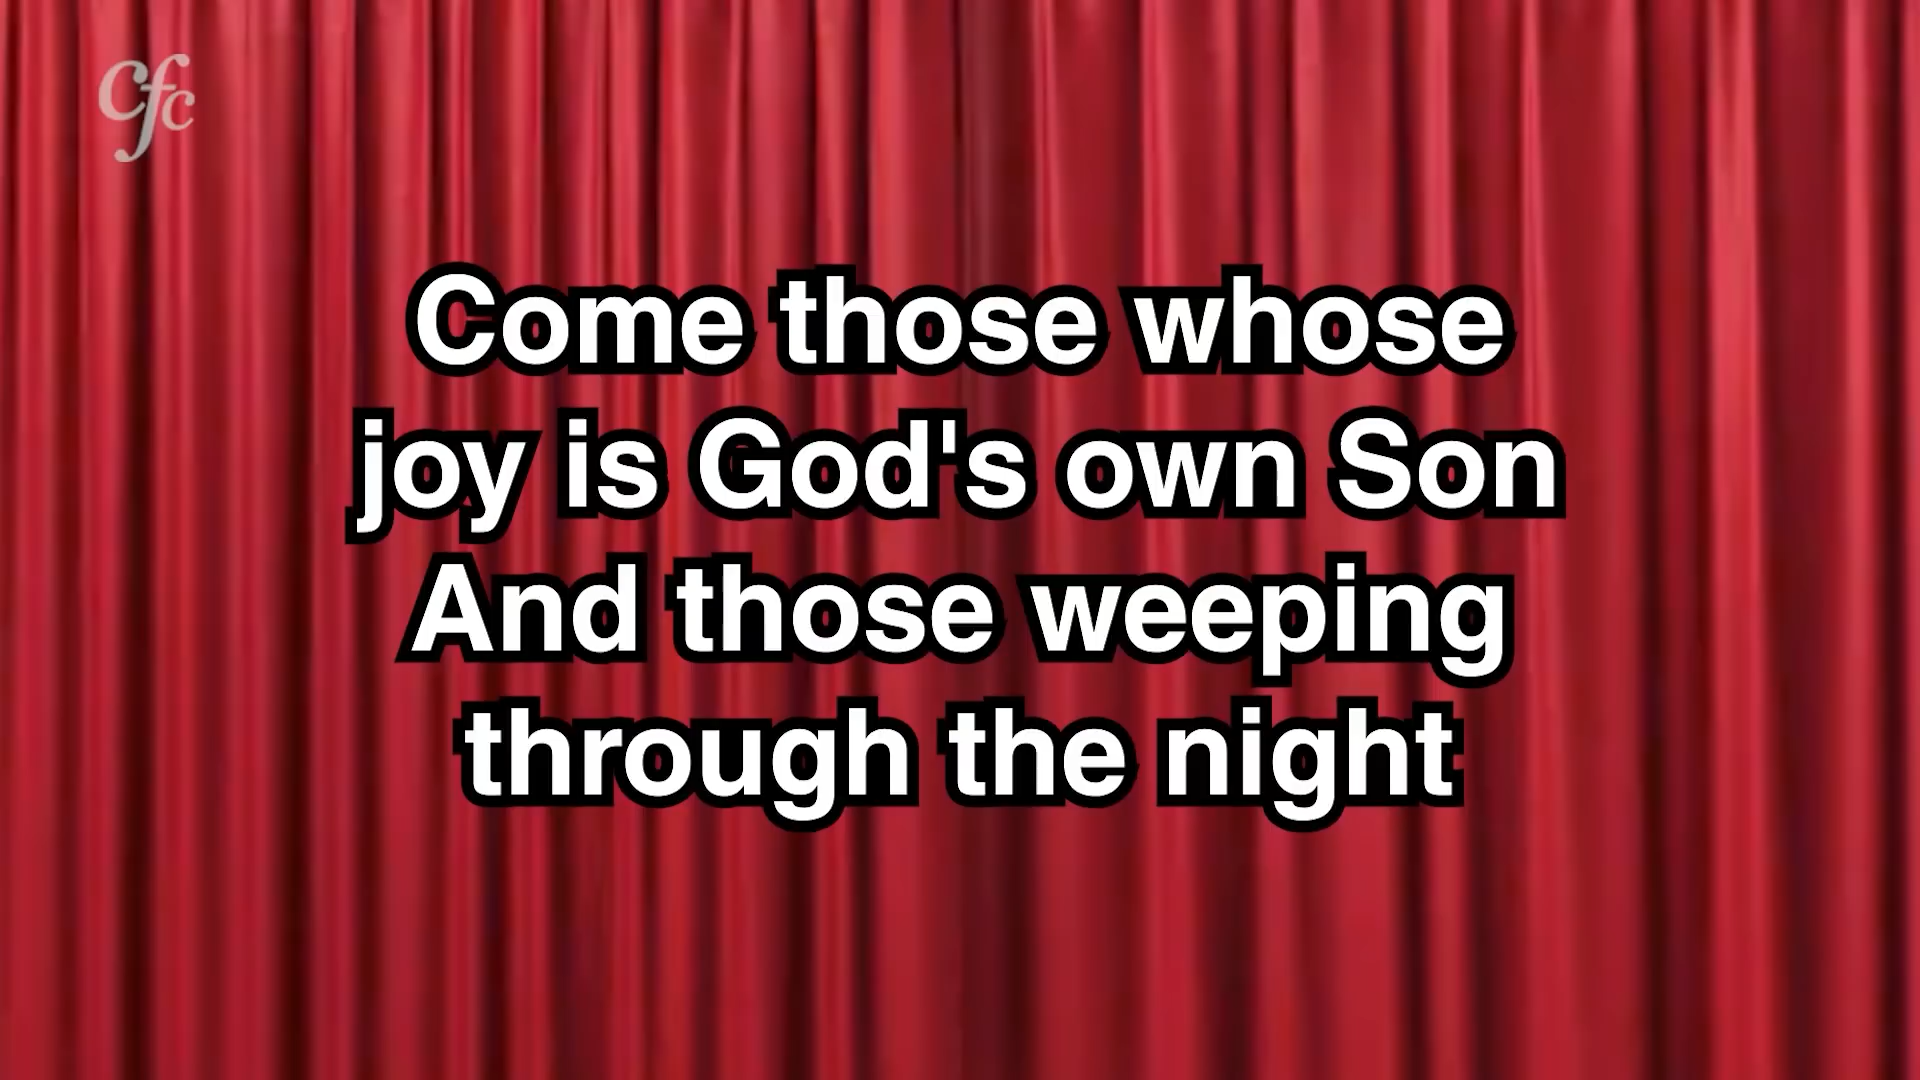 cfc
Come those whose
joy is God's own Son
And those weeping
through the night